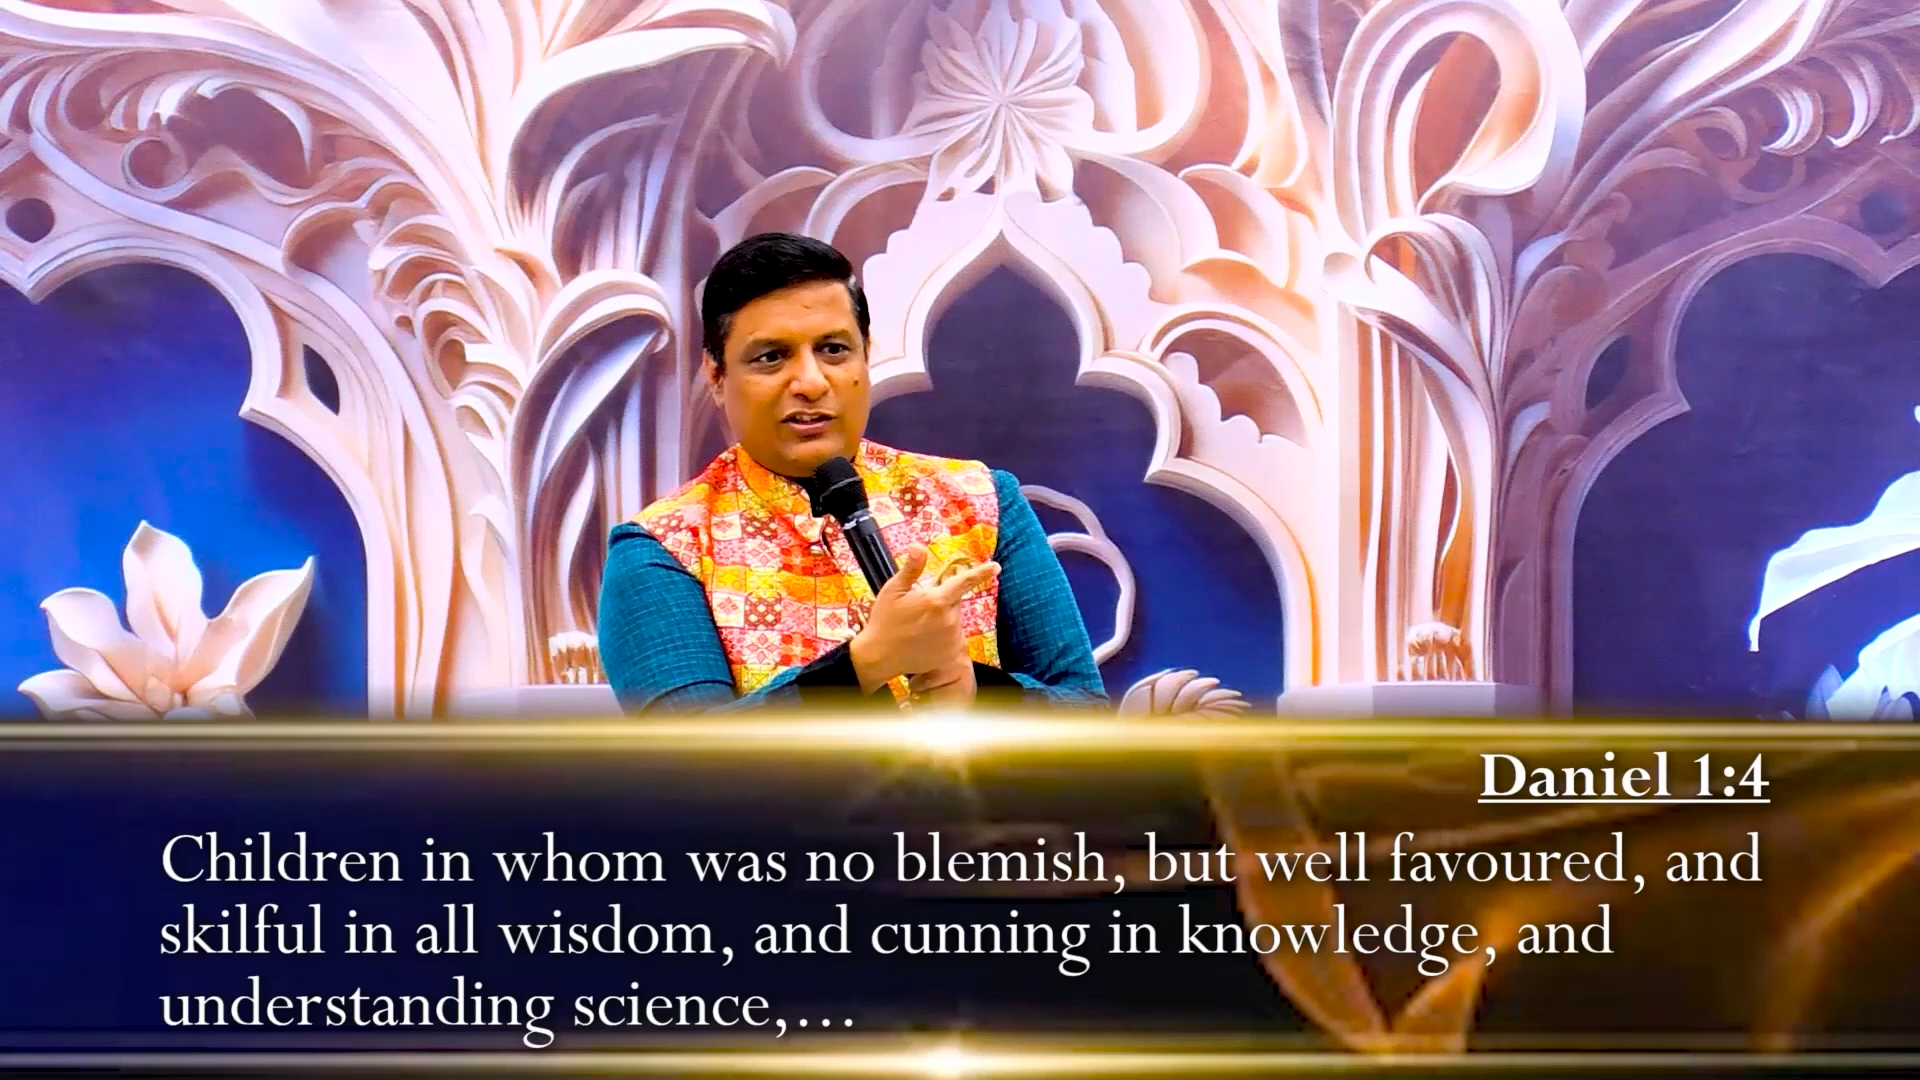 Daniel 1:4
Children in whom was no blemish, but well favoured, and
skilful in all wisdom, and cunning in knowledge, and
understanding science,…